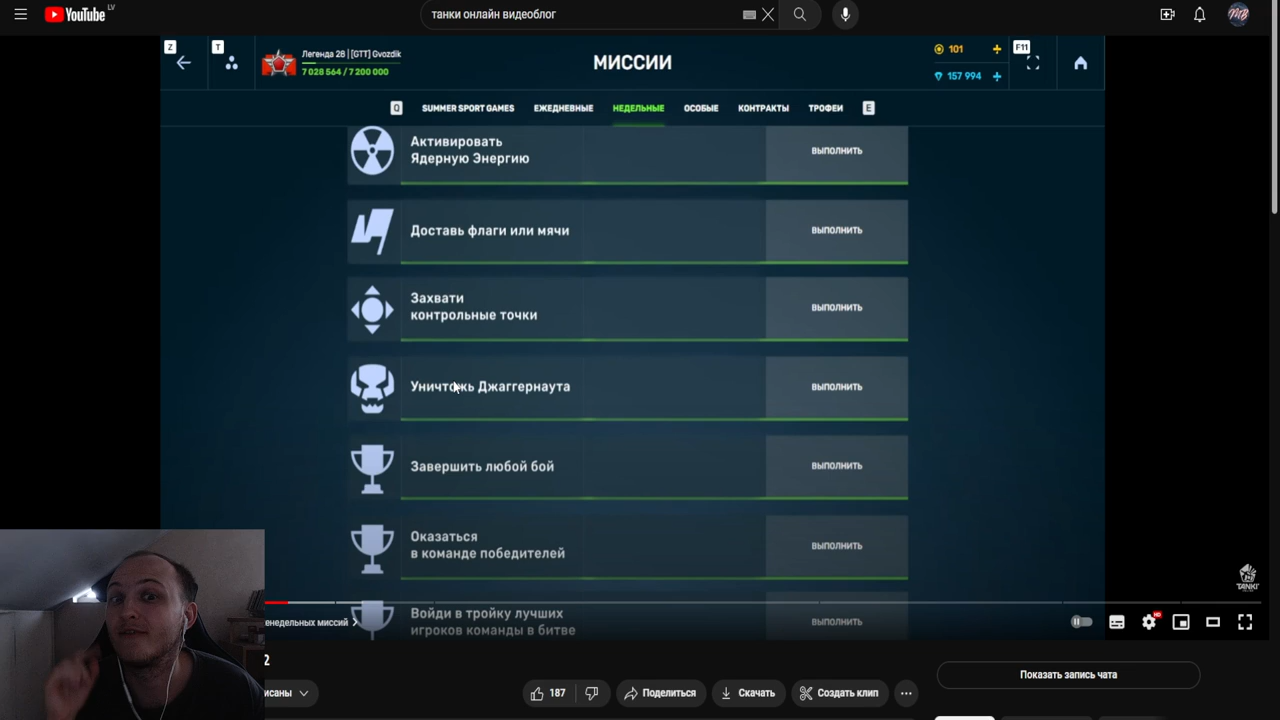 YouTube
LV
танки онлайн видеоблог
Z
T
Легенда 28 | [GTT] Gvozdik
7 028 564 / 7 200 000
МИССИИ
101
157 994
F11
Q
SUMMER SPORT GAMES
ЕЖЕДНЕВНЫЕ
НЕДЕЛЬНЫЕ
ОСОБЫЕ
КОНТРАКТЫ
ТРОФЕИ
E
Активировать
Ядерную Энергию
ВЫПОЛНИТЬ
Доставь флаги или мячи
ВЫПОЛНИТЬ
Захвати
контрольные точки
ВЫПОЛНИТЬ
Уничтожь Джаггернаута
ВЫПОЛНИТЬ
Завершить любой бой
ВЫПОЛНИТЬ
Оказаться
в команде победителей
ВЫПОЛНИТЬ
Войди в тройку лучших
игроков команды в битве
ВЫПОЛНИТЬ
TANKI
енедельных миссий
HD
2
исаны
187
Поделиться
Скачать
Создать клип
Показать запись чата